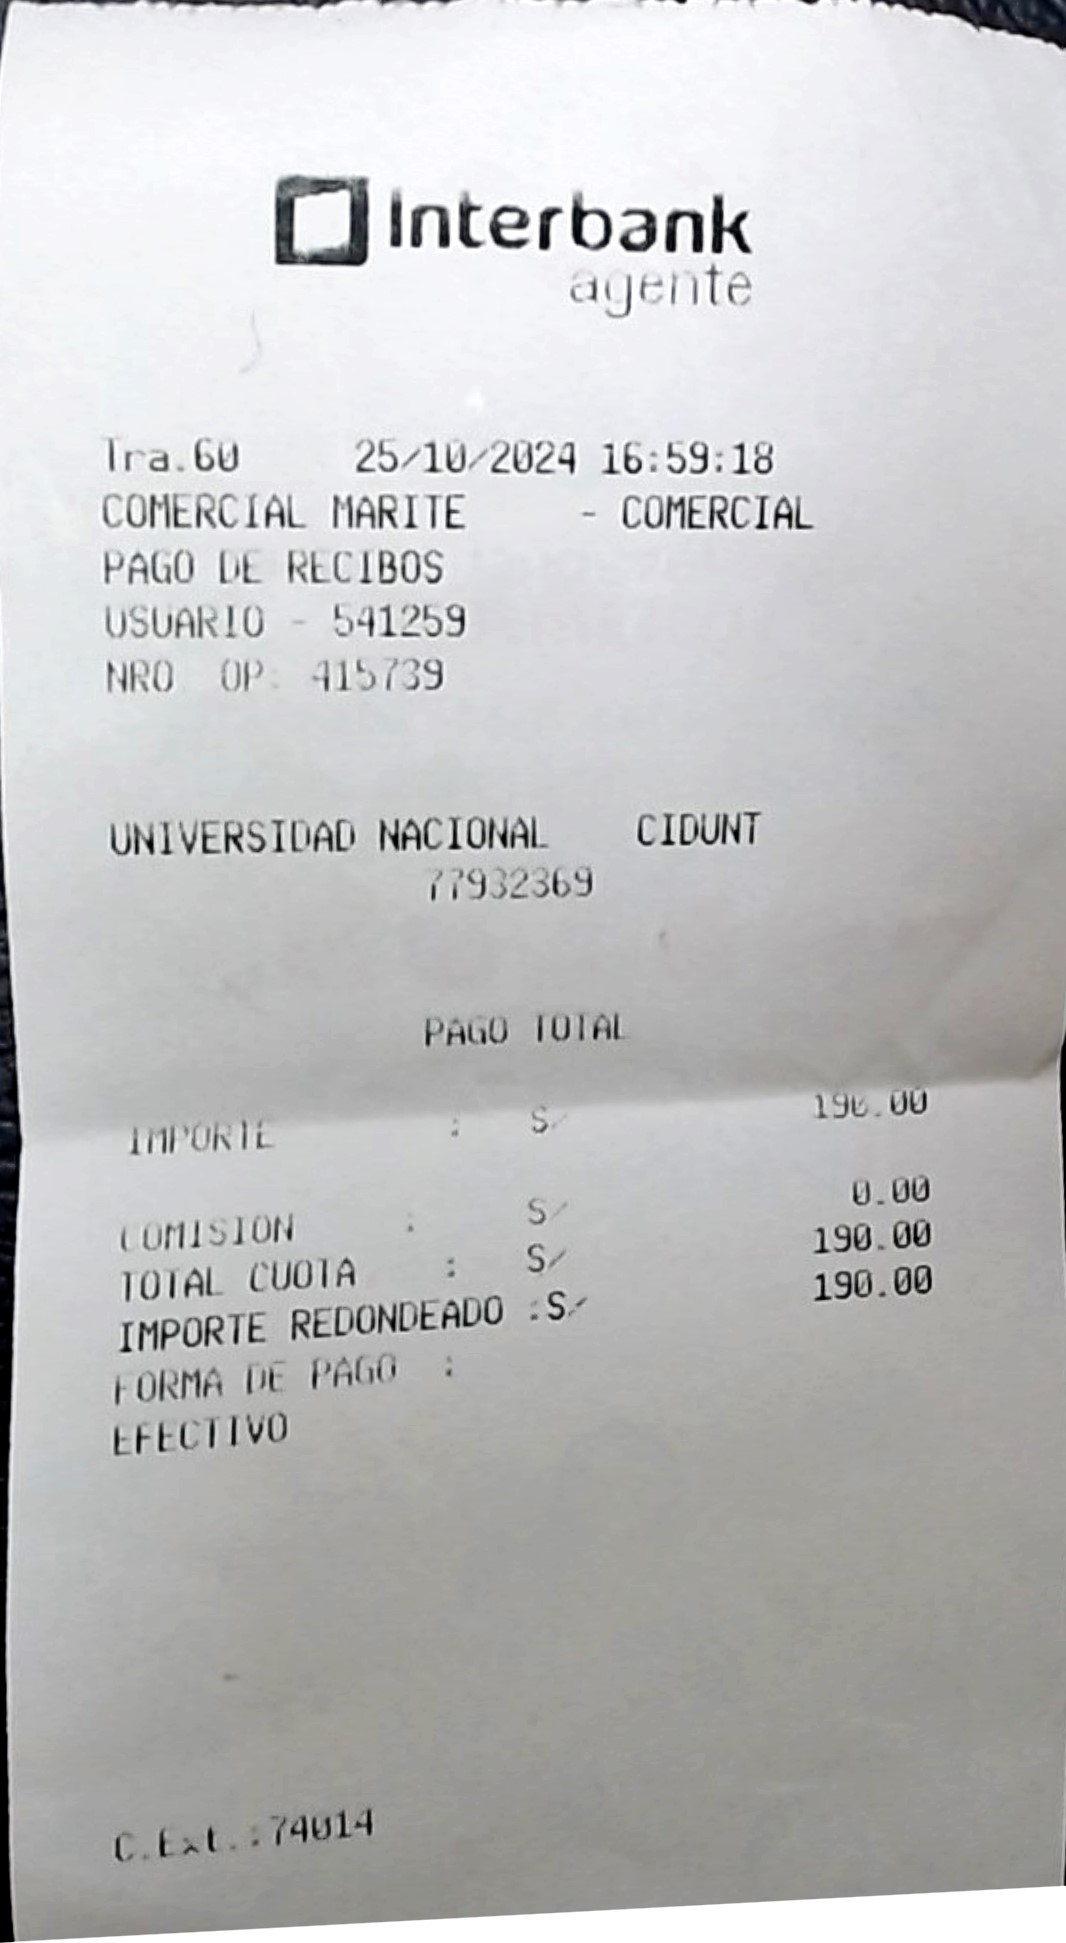 Interbank
agente
Tra.60 25/10/2024 16:59:18
COMERCIAL MARITE - COMERCIAL
PAGO DE RECIBOS
USUARIO - 541259
NRO OP: 415739
UNIVERSIDAD NACIONAL CIDUNT
77932369
PAGO TOTAL
IMPORTE : S/ 190.00
COMISION : S/ 0.00
TOTAL CUOTA : S/ 190.00
IMPORTE REDONDEADO :S/ 190.00
FORMA DE PAGO :
EFECTIVO
C.Ext.:74014